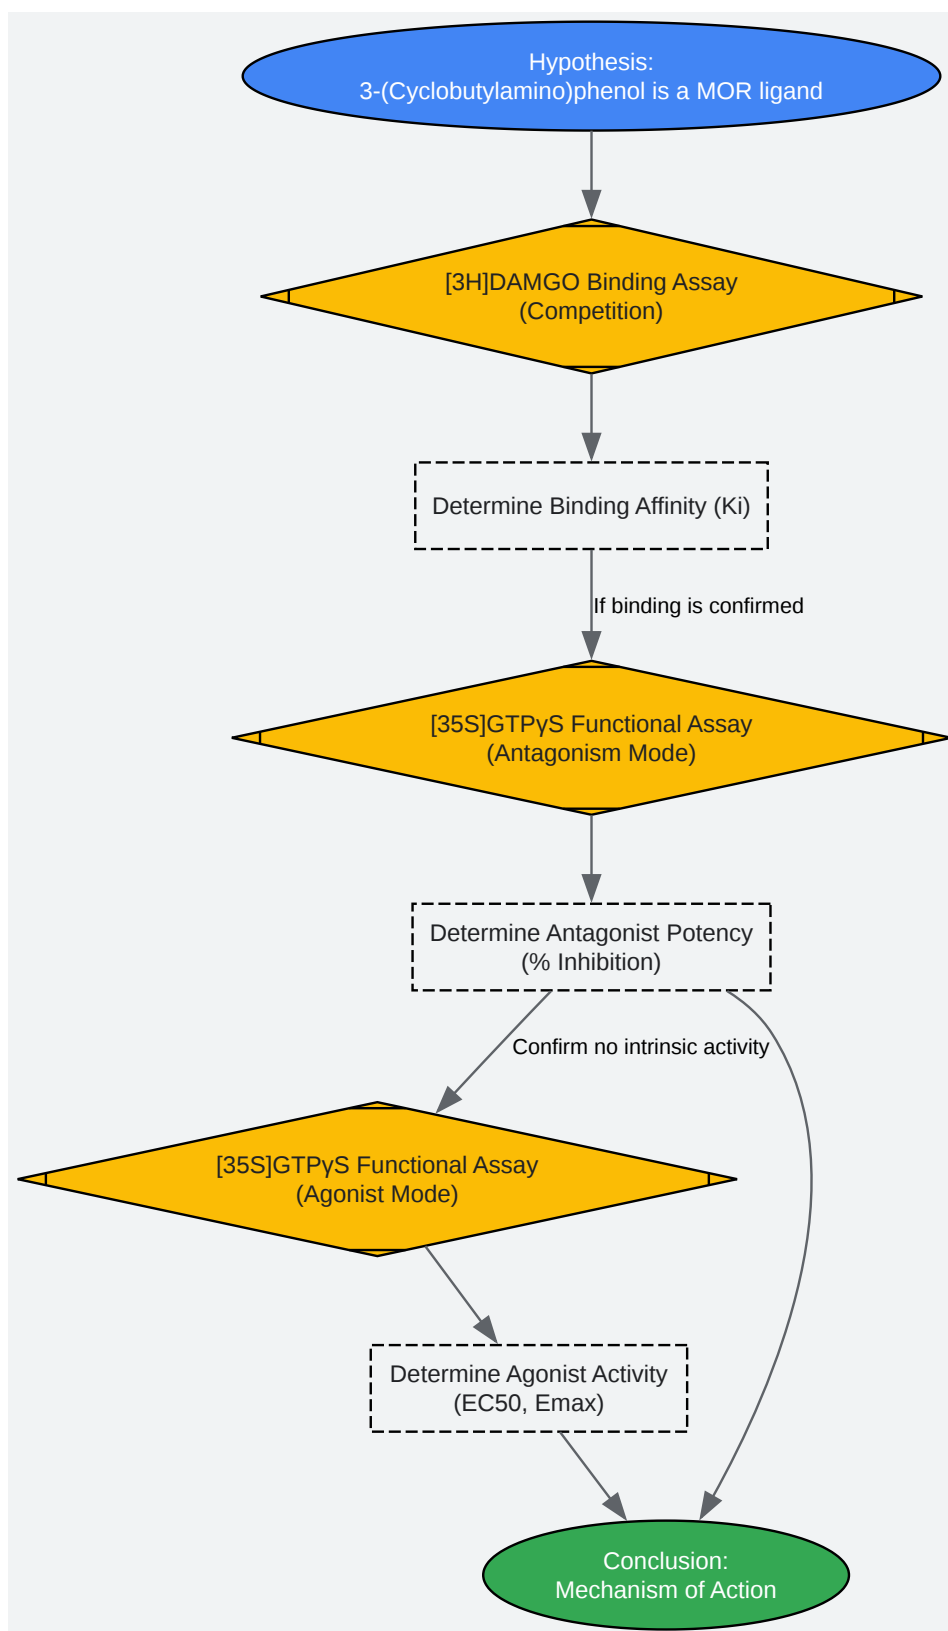 Hypothesis:
3-(Cyclobutylamino)phenol is a MOR ligand
[3H]DAMGO Binding Assay
(Competition)
Determine Binding Affinity (Ki)
If binding is confirmed
[35S]GTPγS Functional Assay
(Antagonism Mode)
Determine Antagonist Potency
(% Inhibition)
Confirm no intrinsic activity
[35S]GTPγS Functional Assay
(Agonist Mode)
Determine Agonist Activity
(EC50, Emax)
Conclusion:
Mechanism of Action